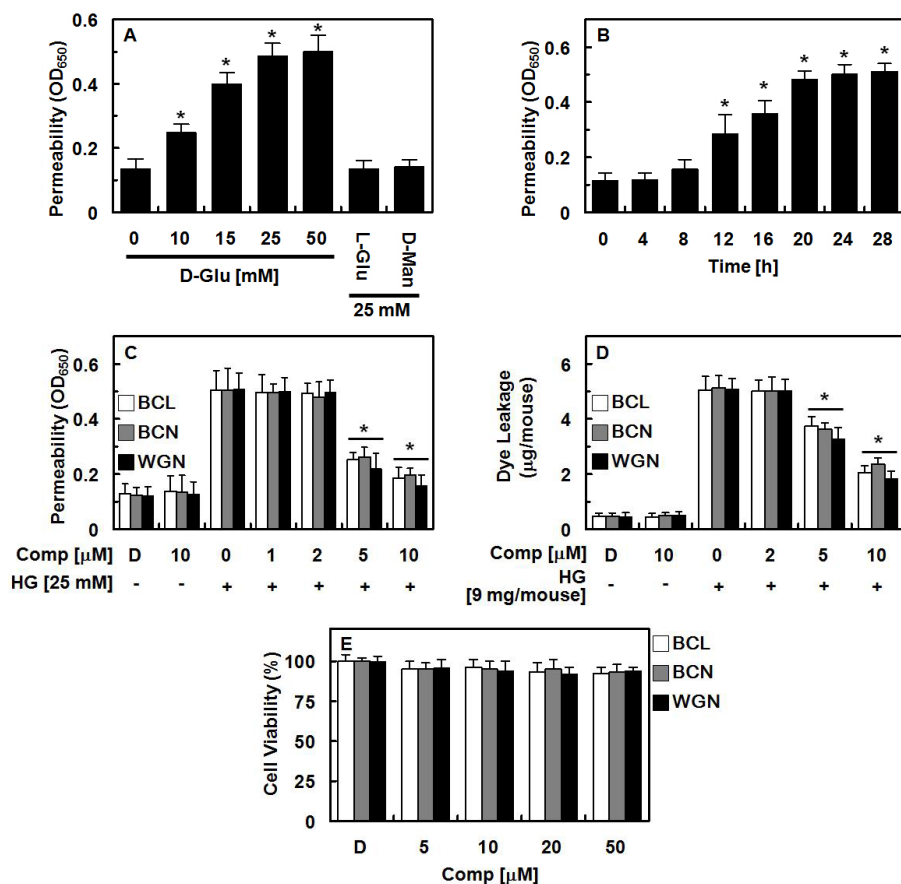 A
Permeability (OD650)
0.6
0.4
0.2
0
* * * *
0 10 15 25 50 L-Glu D-Man
D-Glu [mM]
25 mM
B
Permeability (OD650)
0.6
0.4
0.2
0
* * * * *
0 4 8 12 16 20 24 28
Time [h]
C
Permeability (OD650)
0.6
0.4
0.2
0
BCL
BCN
WGN
* *
Comp [μM] D 10 0 1 2 5 10
HG [25 mM] - - + + + + +
D
Dye Leakage
(μg/mouse)
6
4
2
0
BCL
BCN
WGN
* *
Comp [μM] D 10 0 2 5 10
HG
[9 mg/mouse] - - + + + +
E
Cell Viability (%)
100
75
50
25
0
BCL
BCN
WGN
D 5 10 20 50
Comp [μM]